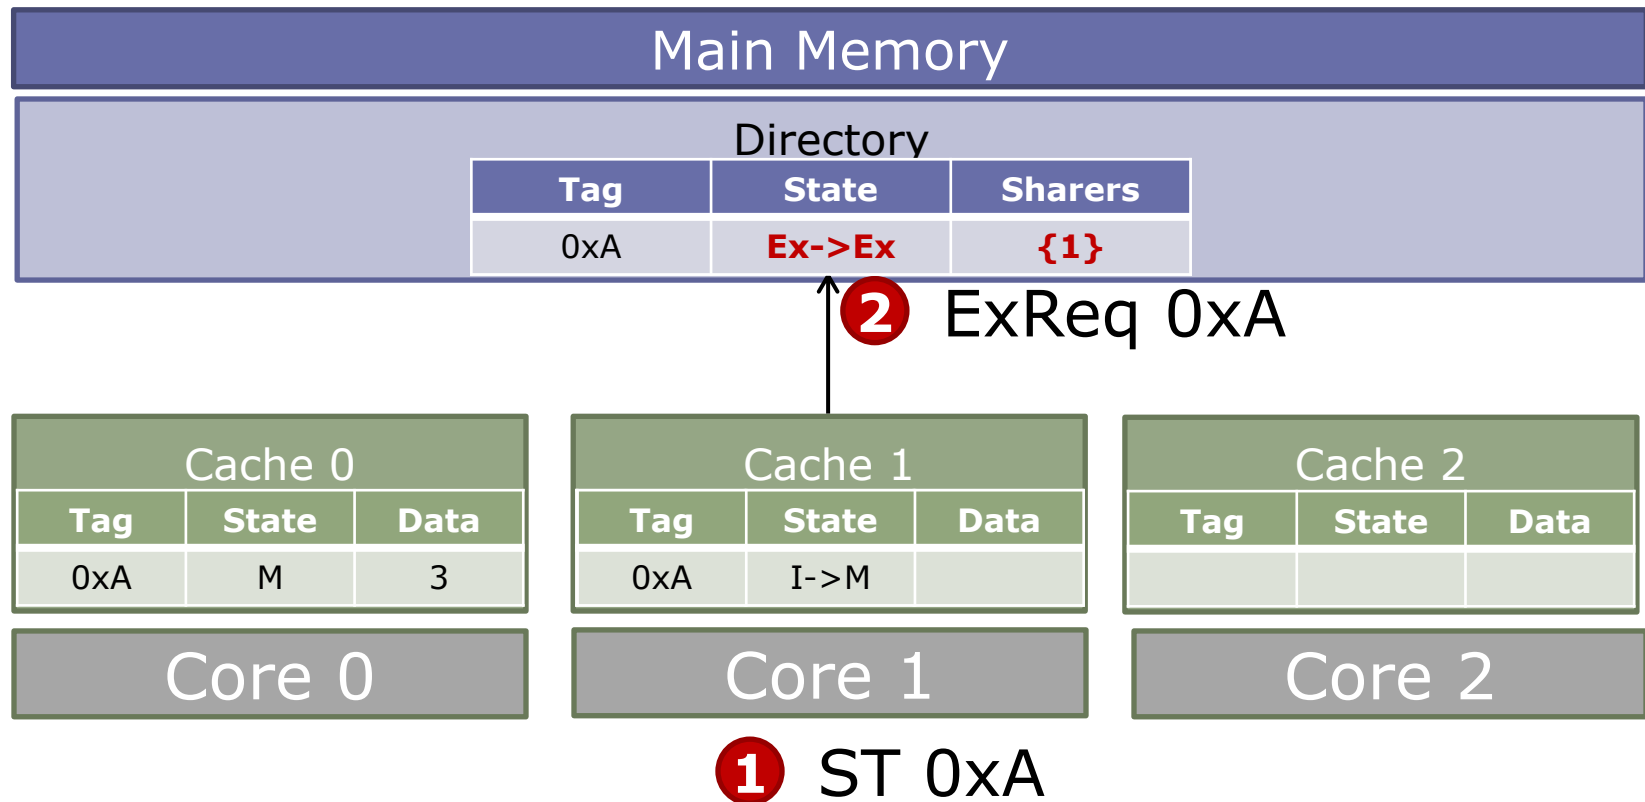 Main Memory
Directory
Tag State Sharers
0xA Ex->Ex {1}
2 ExReq 0xA
Cache 0
Tag State Data
0xA M 3
Cache 1
Tag State Data
0xA I->M
Cache 2
Tag State Data
Core 0
Core 1
Core 2
1 ST 0xA